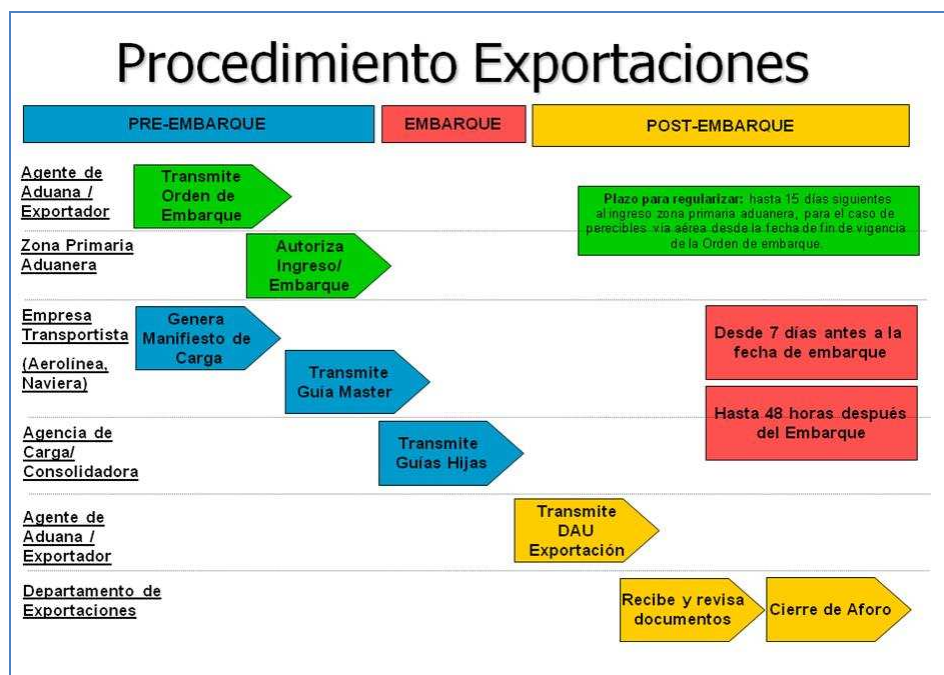 Procedimiento Exportaciones
PRE-EMBARQUE
EMBARQUE
POST-EMBARQUE
Agente de
Aduana /
Exportador
Transmite
Orden de
Embarque
Plazo para regularizar: hasta 15 días siguientes
al ingreso zona primaria aduanera, para el caso de
perecibles vía aérea desde la fecha de fin de vigencia
de la Orden de embarque.
Zona Primaria
Aduanera
Autoriza
Ingreso/
Embarque
Empresa
Transportista
(Aerolínea,
Naviera)
Genera
Manifiesto de
Carga
Transmite
Guía Master
Desde 7 días antes a la
fecha de embarque
Hasta 48 horas después
del Embarque
Agencia de
Carga/
Consolidadora
Transmite
Guías Hijas
Agente de
Aduana /
Exportador
Transmite
DAU
Exportación
Departamento de
Exportaciones
Recibe y revisa
documentos
Cierre de Aforo